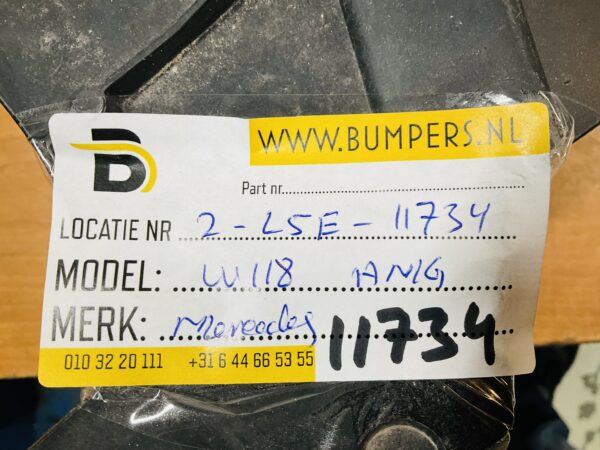 B
WWW.BUMPERS.NL
Part nr.
LOCATIE NR 2-L5E-11734
MODEL: W118 AMG
MERK: Mercedes
11734
010 32 20 111 +31 6 44 66 53 55